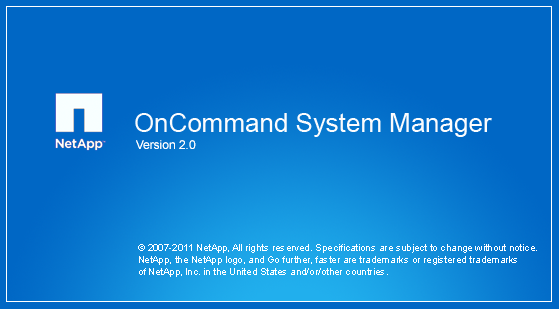 NetApp
OnCommand System Manager
Version 2.0
© 2007-2011 NetApp, All rights reserved. Specifications are subject to change without notice.
NetApp, the NetApp logo, and Go further, faster are trademarks or registered trademarks
of NetApp, Inc. in the United States and/or/other countries.